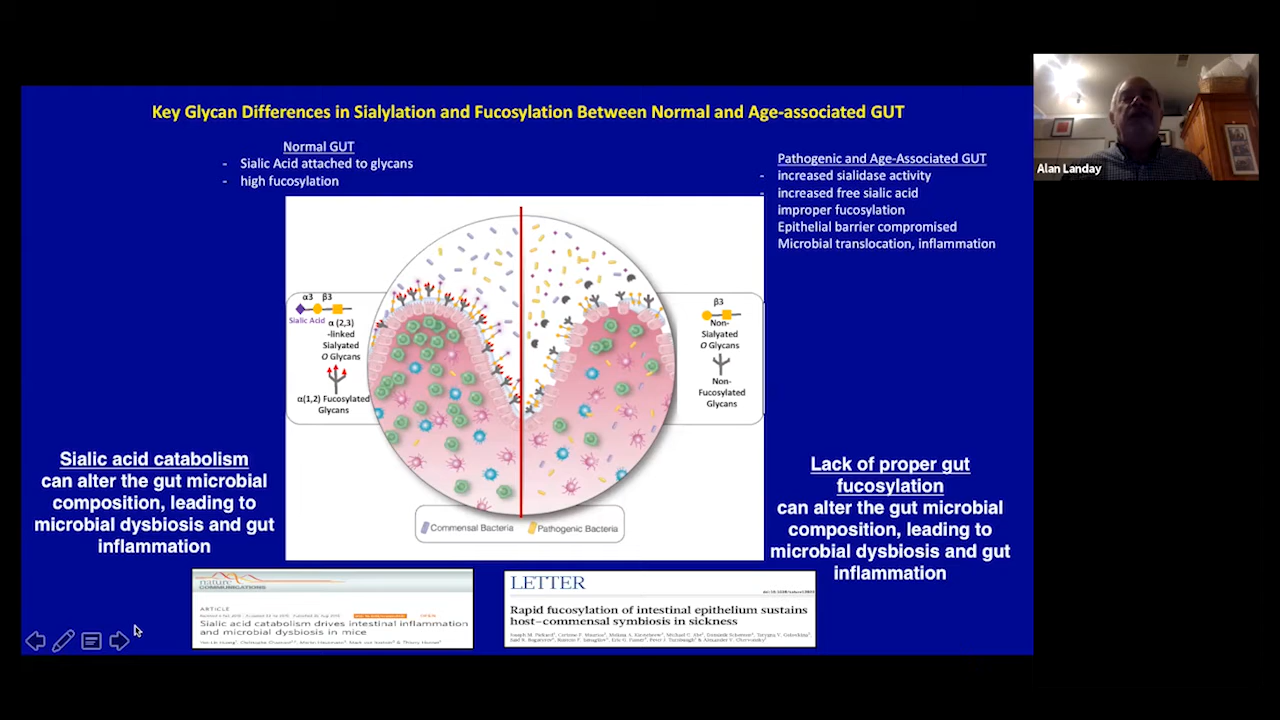 Key Glycan Differences in Sialylation and Fucosylation Between Normal and Age-associated GUT
Normal GUT
- Sialic Acid attached to glycans
- high fucosylation
Pathogenic and Age-Associated GUT
- increased sialidase activity
- increased free sialic acid
improper fucosylation
Epithelial barrier compromised
Microbial translocation, inflammation
Alan Landay
α3 β3
Sialic Acid
α (2,3)
-linked
Sialyated
O Glycans
α(1,2) Fucosylated
Glycans
β3
Non-
Sialyated
O Glycans
Non-
Fucosylated
Glycans
Commensal Bacteria
Pathogenic Bacteria
Sialic acid catabolism
can alter the gut microbial
composition, leading to
microbial dysbiosis and gut
inflammation
Lack of proper gut
fucosylation
can alter the gut microbial
composition, leading to
microbial dysbiosis and gut
inflammation
nature
COMMUNICATIONS
ARTICLE
Sialic acid catabolism drives intestinal inflammation
and microbial dysbiosis in mice
LETTER
Rapid fucosylation of intestinal epithelium sustains
host–commensal symbiosis in sickness